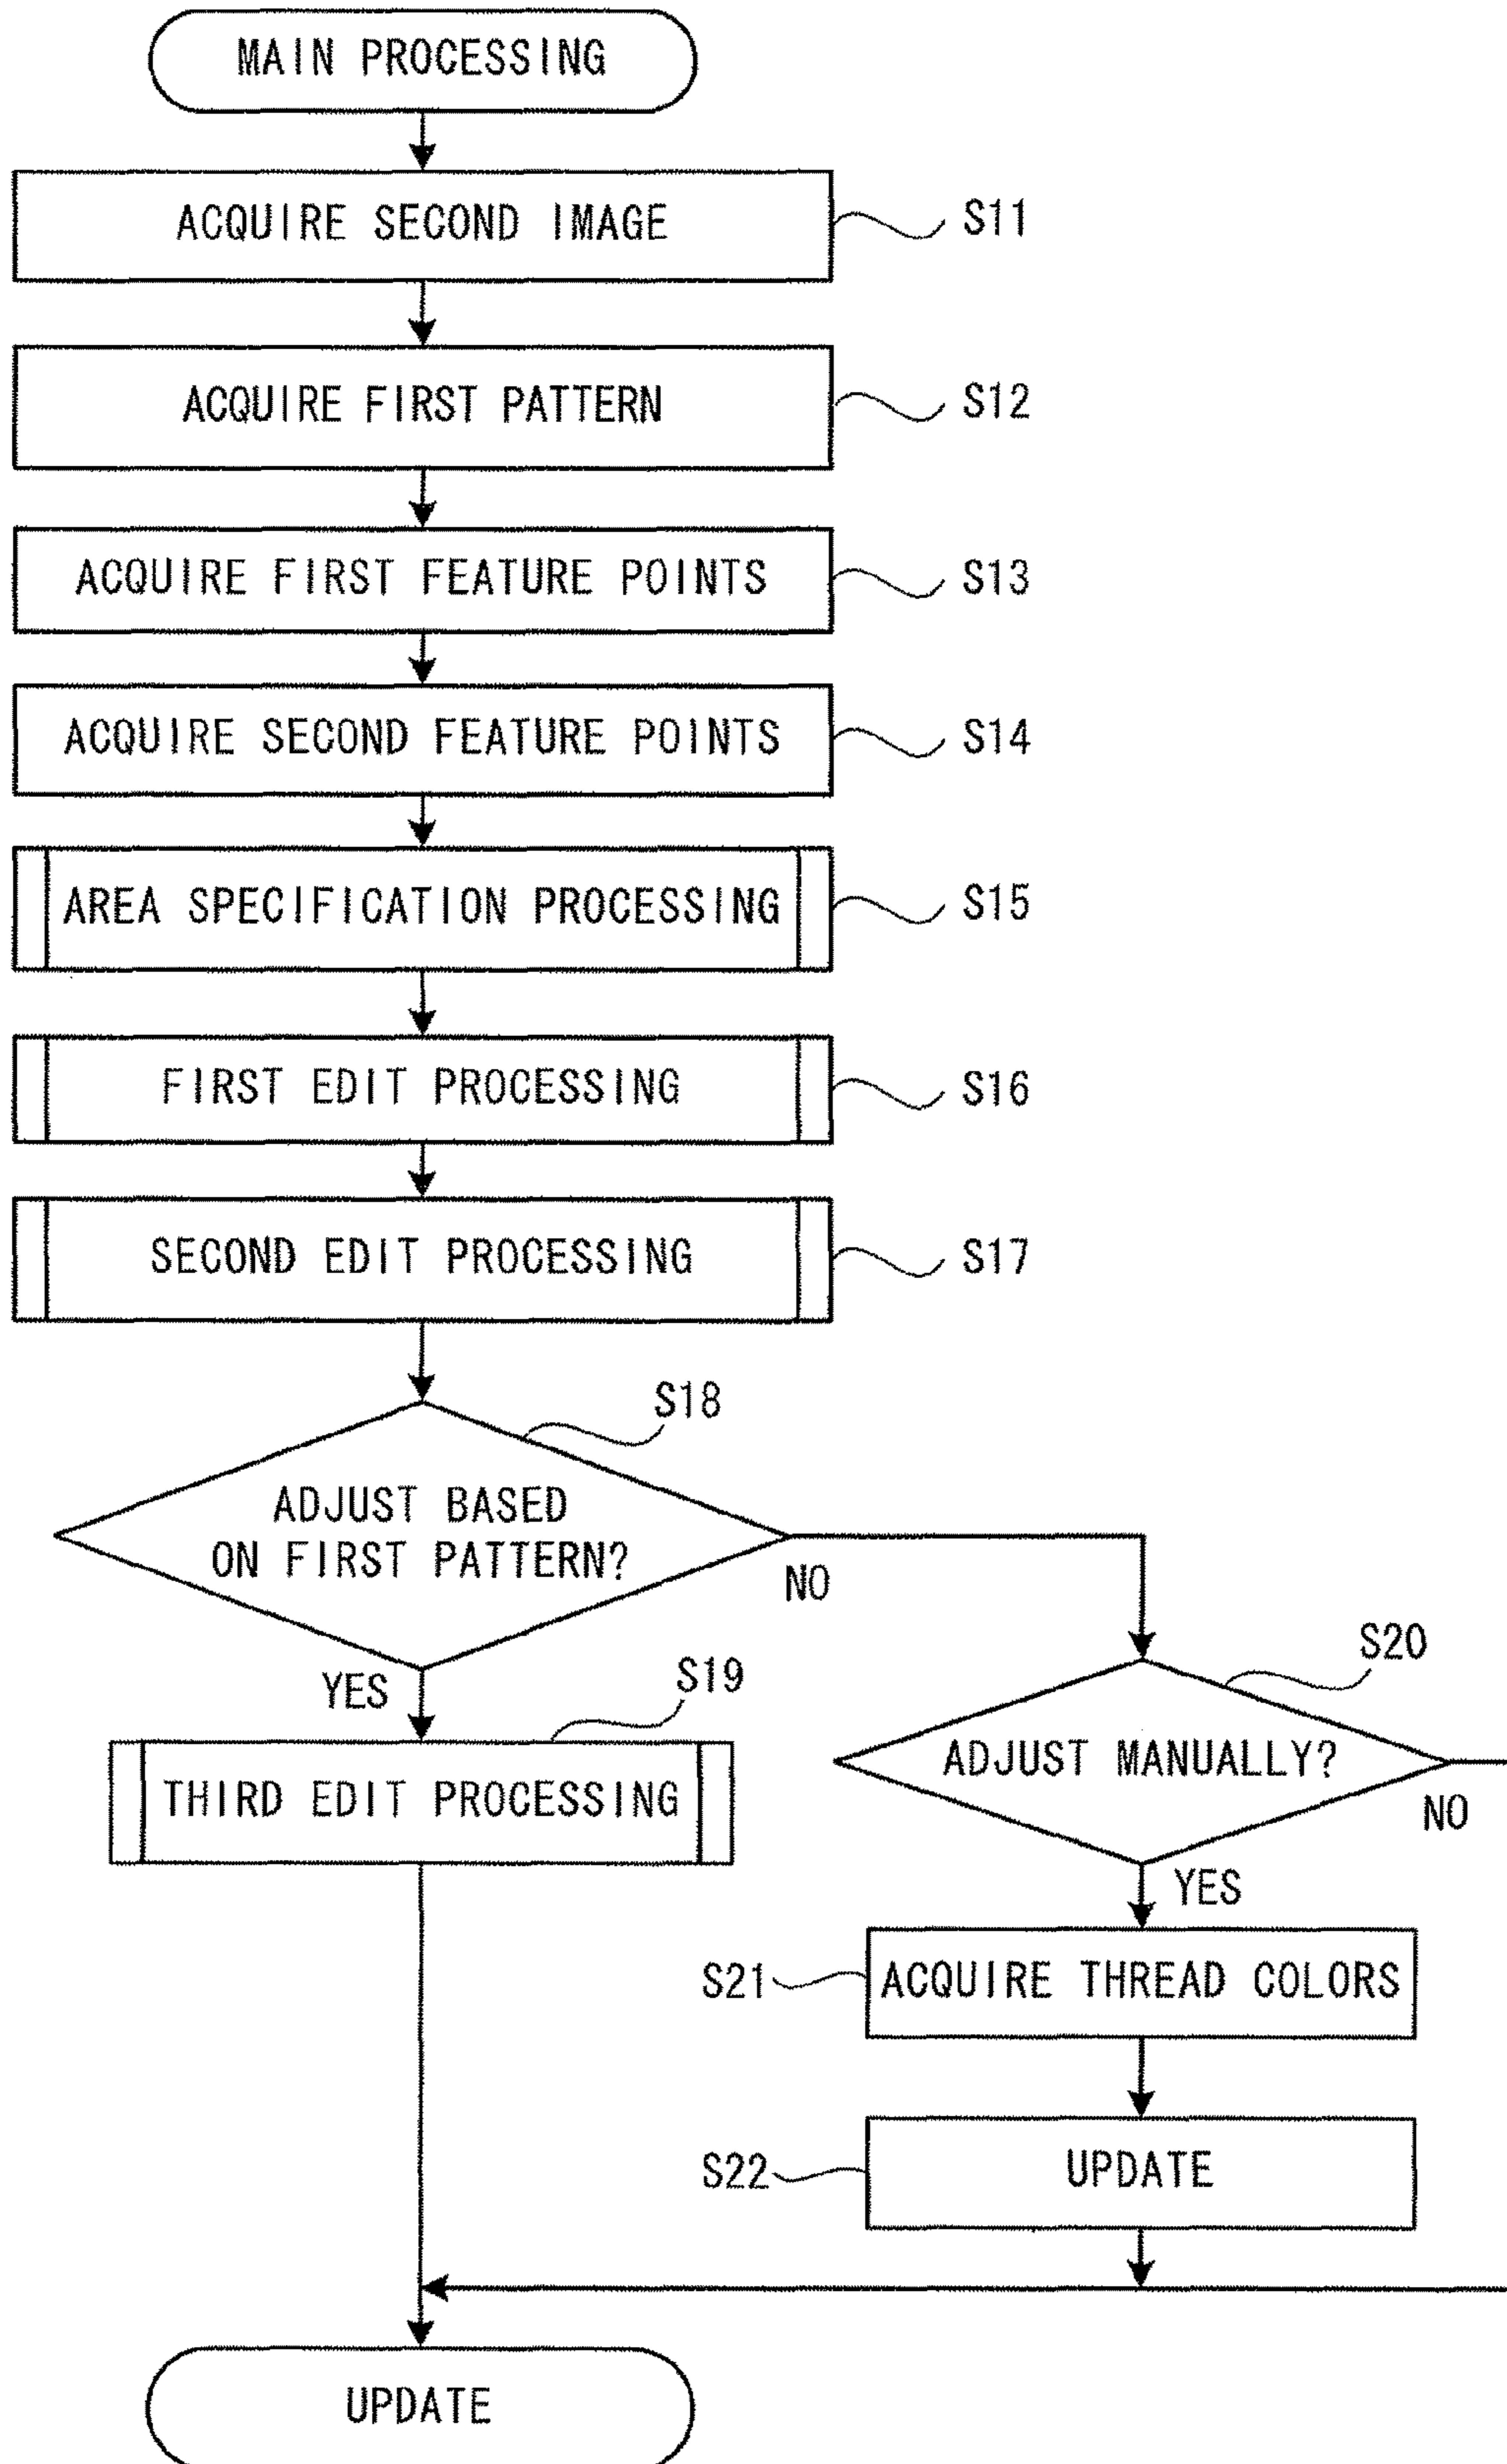 MAIN PROCESSING
ACQUIRE SECOND IMAGE
S11
ACQUIRE FIRST PATTERN
S12
ACQUIRE FIRST FEATURE POINTS
S13
ACQUIRE SECOND FEATURE POINTS
S14
AREA SPECIFICATION PROCESSING
S15
FIRST EDIT PROCESSING
S16
SECOND EDIT PROCESSING
S17
S18
ADJUST BASED
ON FIRST PATTERN?
NO
YES
S19
THIRD EDIT PROCESSING
S20
ADJUST MANUALLY?
NO
YES
S21
ACQUIRE THREAD COLORS
S22
UPDATE
UPDATE